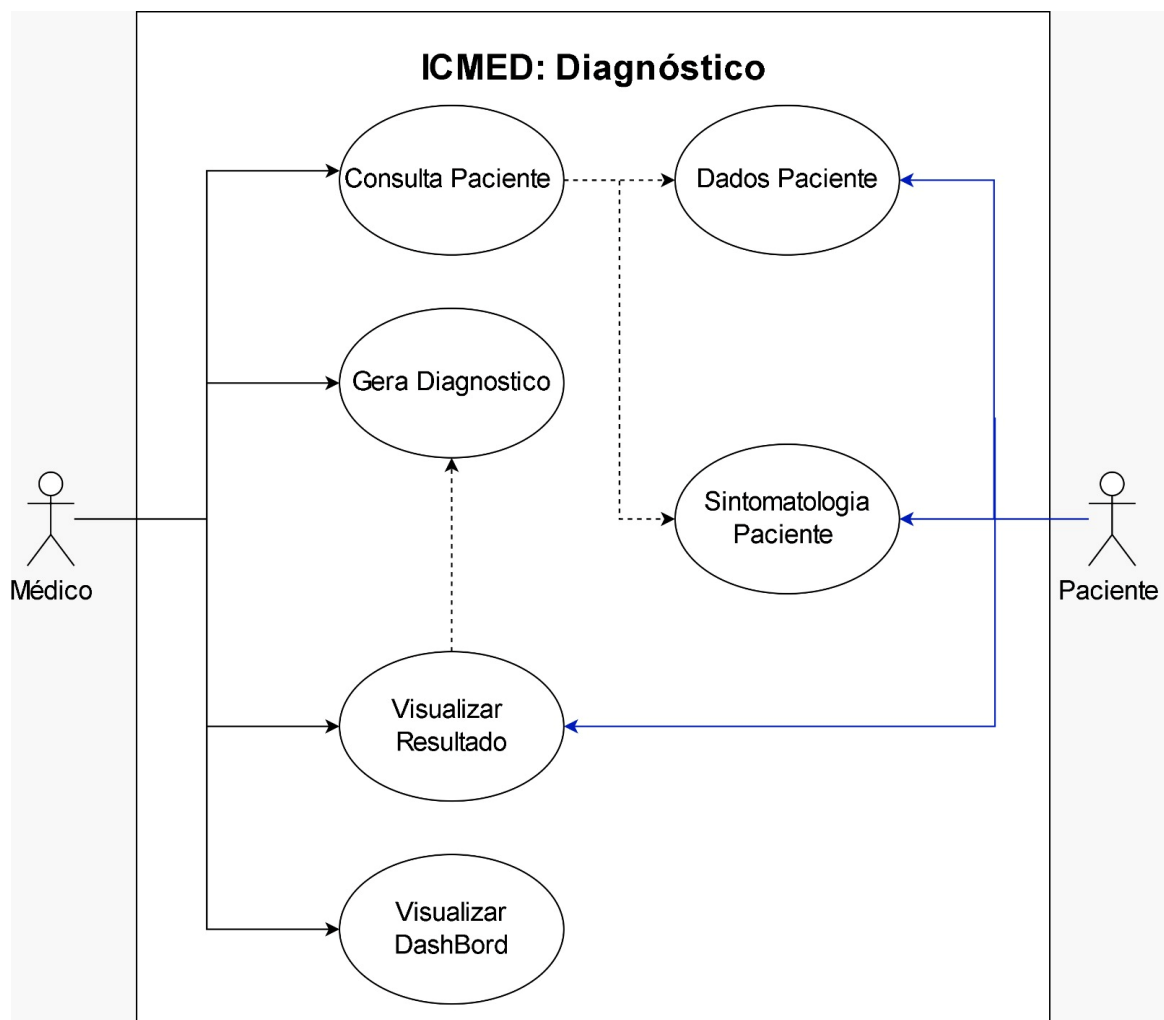 ICMED: Diagnóstico
Consulta Paciente
Dados Paciente
Gera Diagnostico
Sintomatologia
Paciente
Médico
Paciente
Visualizar
Resultado
Visualizar
DashBord